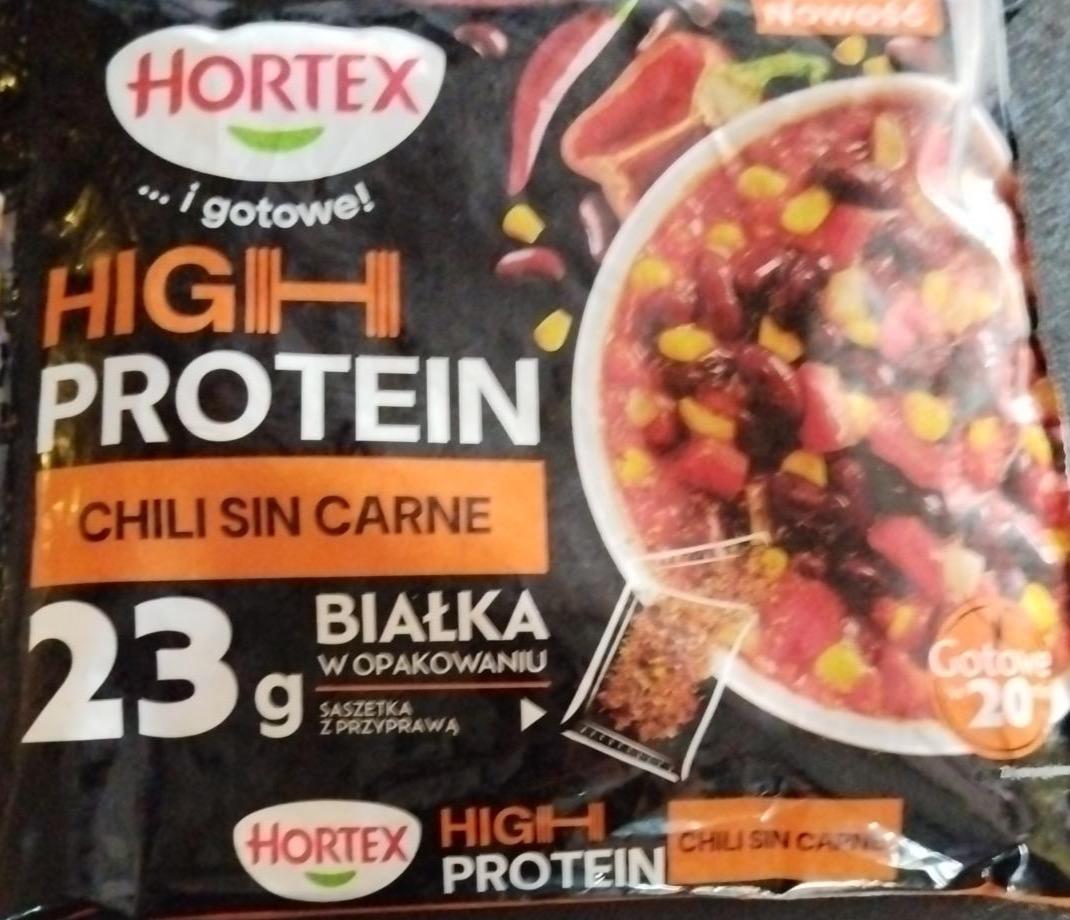 Nowość
HORTEX
... i gotowe!
HIGH
PROTEIN
CHILI SIN CARNE
23 g
BIAŁKA
W OPAKOWANIU
SASZETKA
Z PRZYPRAWĄ
Gotowe
20
HORTEX
HIGH
PROTEIN
CHILI SIN CARNE